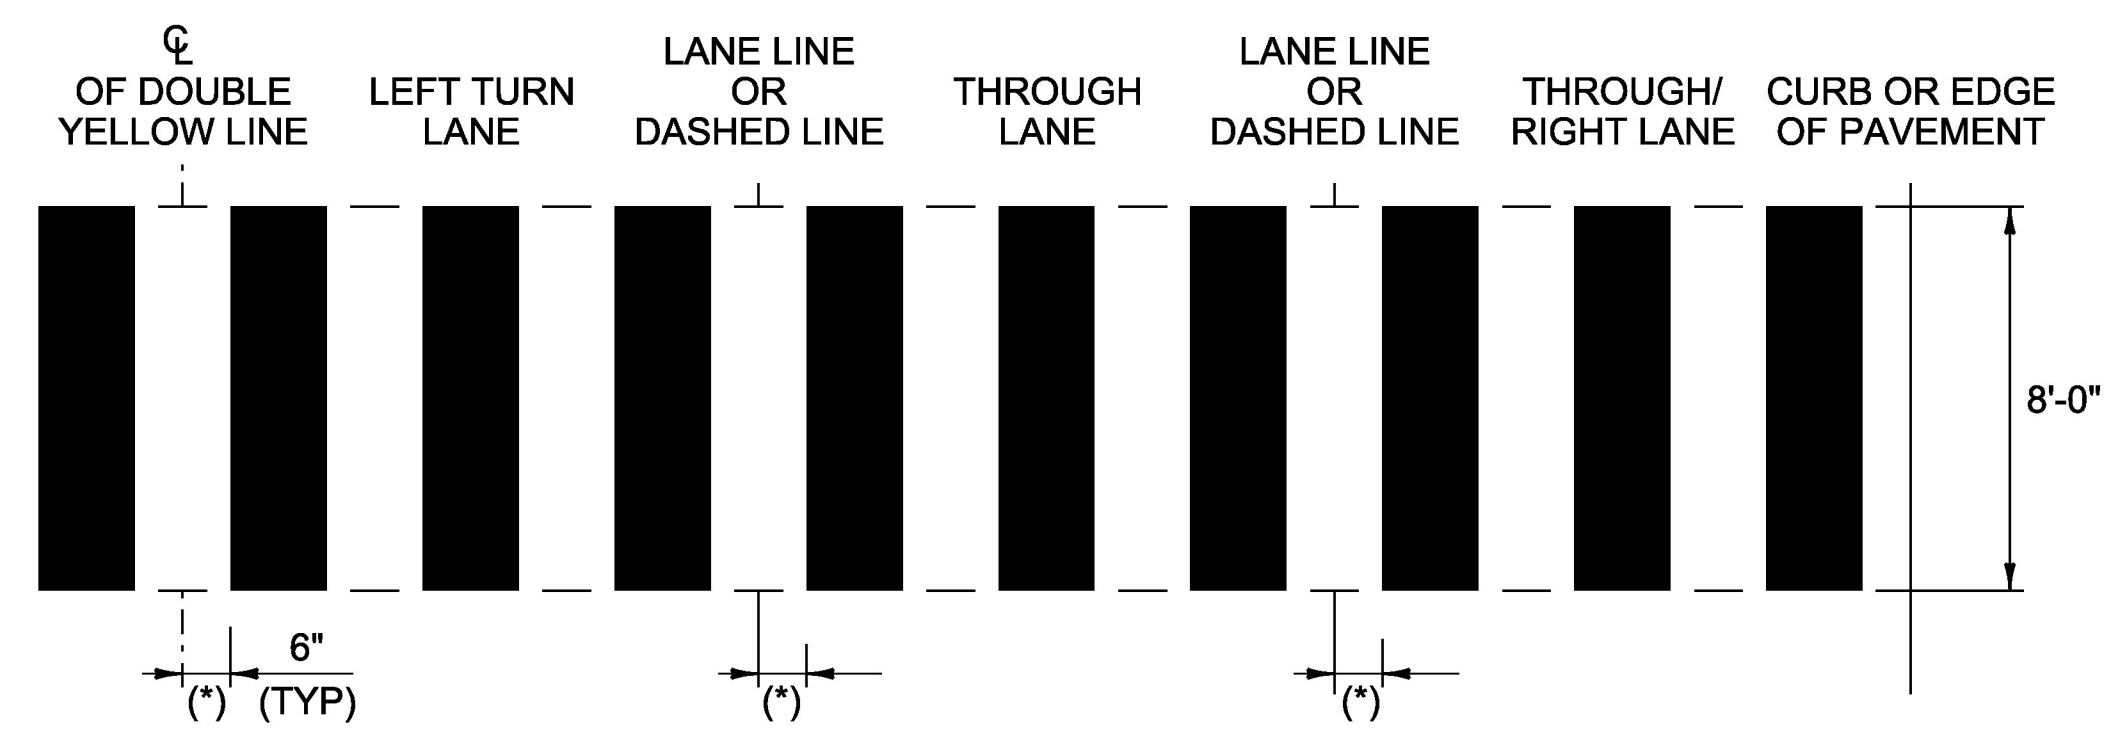 ℄
OF DOUBLE
YELLOW LINE
LEFT TURN
LANE
LANE LINE
OR
DASHED LINE
THROUGH
LANE
LANE LINE
OR
DASHED LINE
THROUGH/
RIGHT LANE
CURB OR EDGE
OF PAVEMENT
8'-0"
6"
(*) (TYP)
(*)
(*)